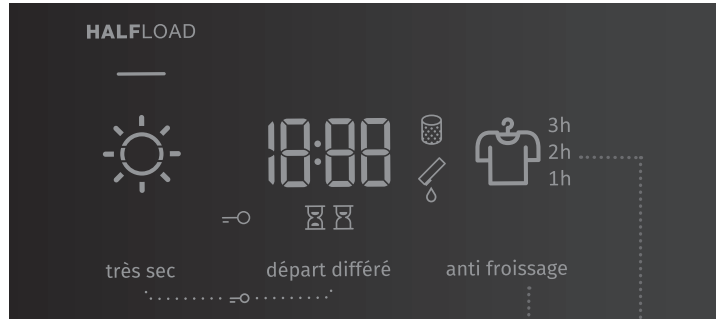 HALFLOAD
18:88
3h
2h
1h
très sec
départ différé
anti froissage